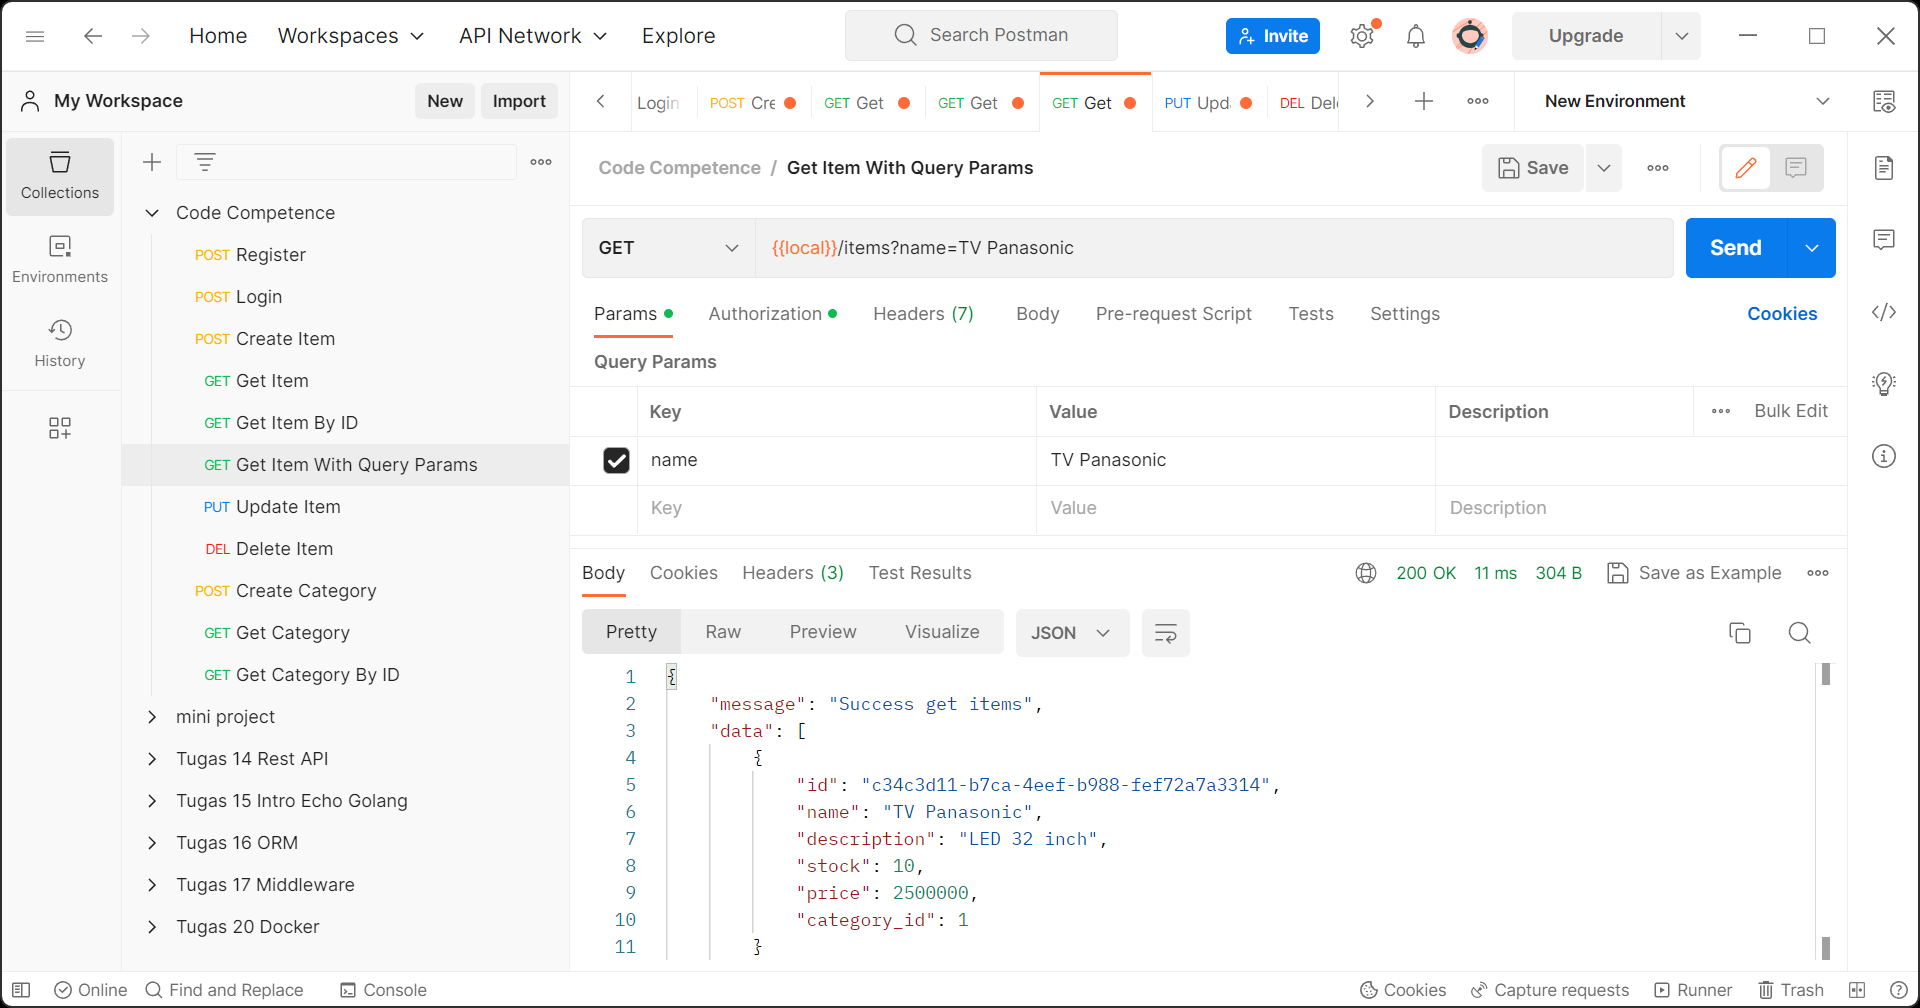 Home Workspaces API Network Explore Search Postman Invite Upgrade
My Workspace New Import
Login POST Cre GET Get GET Get GET Get PUT Upd DEL Del New Environment
Collections
Environments
History
Code Competence
POST Register
POST Login
POST Create Item
GET Get Item
GET Get Item By ID
GET Get Item With Query Params
PUT Update Item
DEL Delete Item
POST Create Category
GET Get Category
GET Get Category By ID
mini project
Tugas 14 Rest API
Tugas 15 Intro Echo Golang
Tugas 16 ORM
Tugas 17 Middleware
Tugas 20 Docker
Code Competence / Get Item With Query Params Save
GET {{local}}/items?name=TV Panasonic Send
Params Authorization Headers (7) Body Pre-request Script Tests Settings Cookies
Query Params
Key Value Description Bulk Edit
name TV Panasonic
Key Value Description
Body Cookies Headers (3) Test Results 200 OK 11 ms 304 B Save as Example
Pretty Raw Preview Visualize JSON
1 {
2 "message": "Success get items",
3 "data": [
4 {
5 "id": "c34c3d11-b7ca-4eef-b988-fef72a7a3314",
6 "name": "TV Panasonic",
7 "description": "LED 32 inch",
8 "stock": 10,
9 "price": 2500000,
10 "category_id": 1
11 }
Online Find and Replace Console Cookies Capture requests Runner Trash